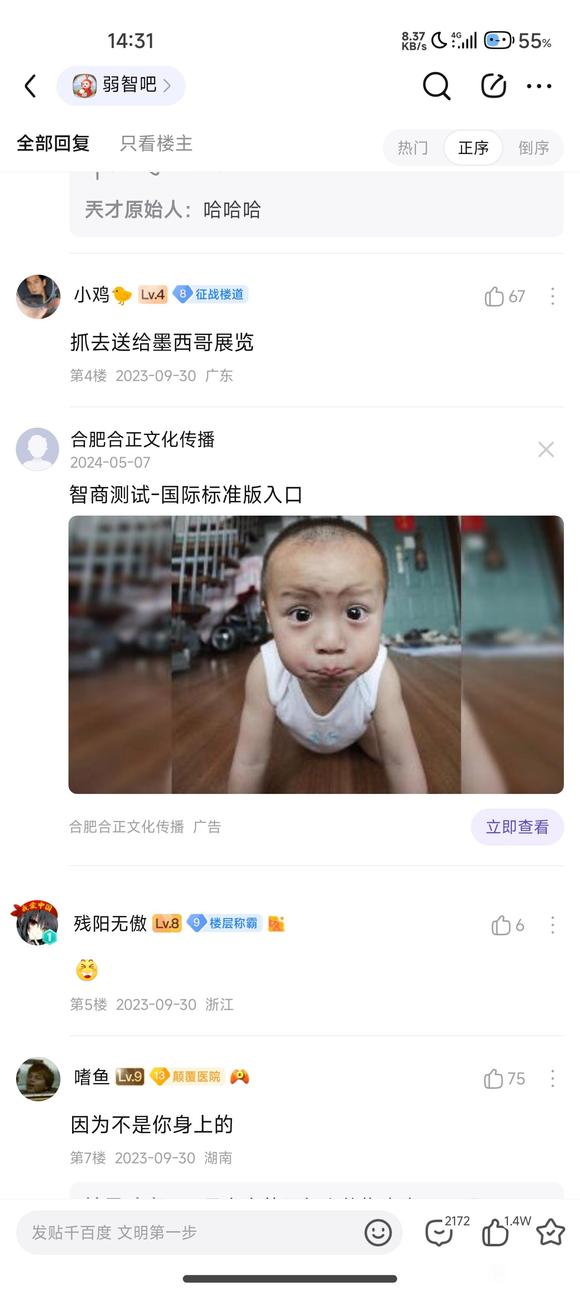 14:31
8.37 KB/s 4G 55%
弱智吧
全部回复 只看楼主 热门 正序 倒序
天才原始人：哈哈哈
小鸡 Lv.4 8 征战楼道 67
抓去送给墨西哥展览
第4楼 2023-09-30 广东
合肥合正文化传播
2024-05-07
智商测试-国际标准版入口
合肥合正文化传播 广告 立即查看
残阳无傲 Lv.8 9 楼层称霸 6
第5楼 2023-09-30 浙江
嗜鱼 Lv.9 13 颠覆医院 75
因为不是你身上的
第7楼 2023-09-30 湖南
发贴千百度 文明第一步 2172 1.4W